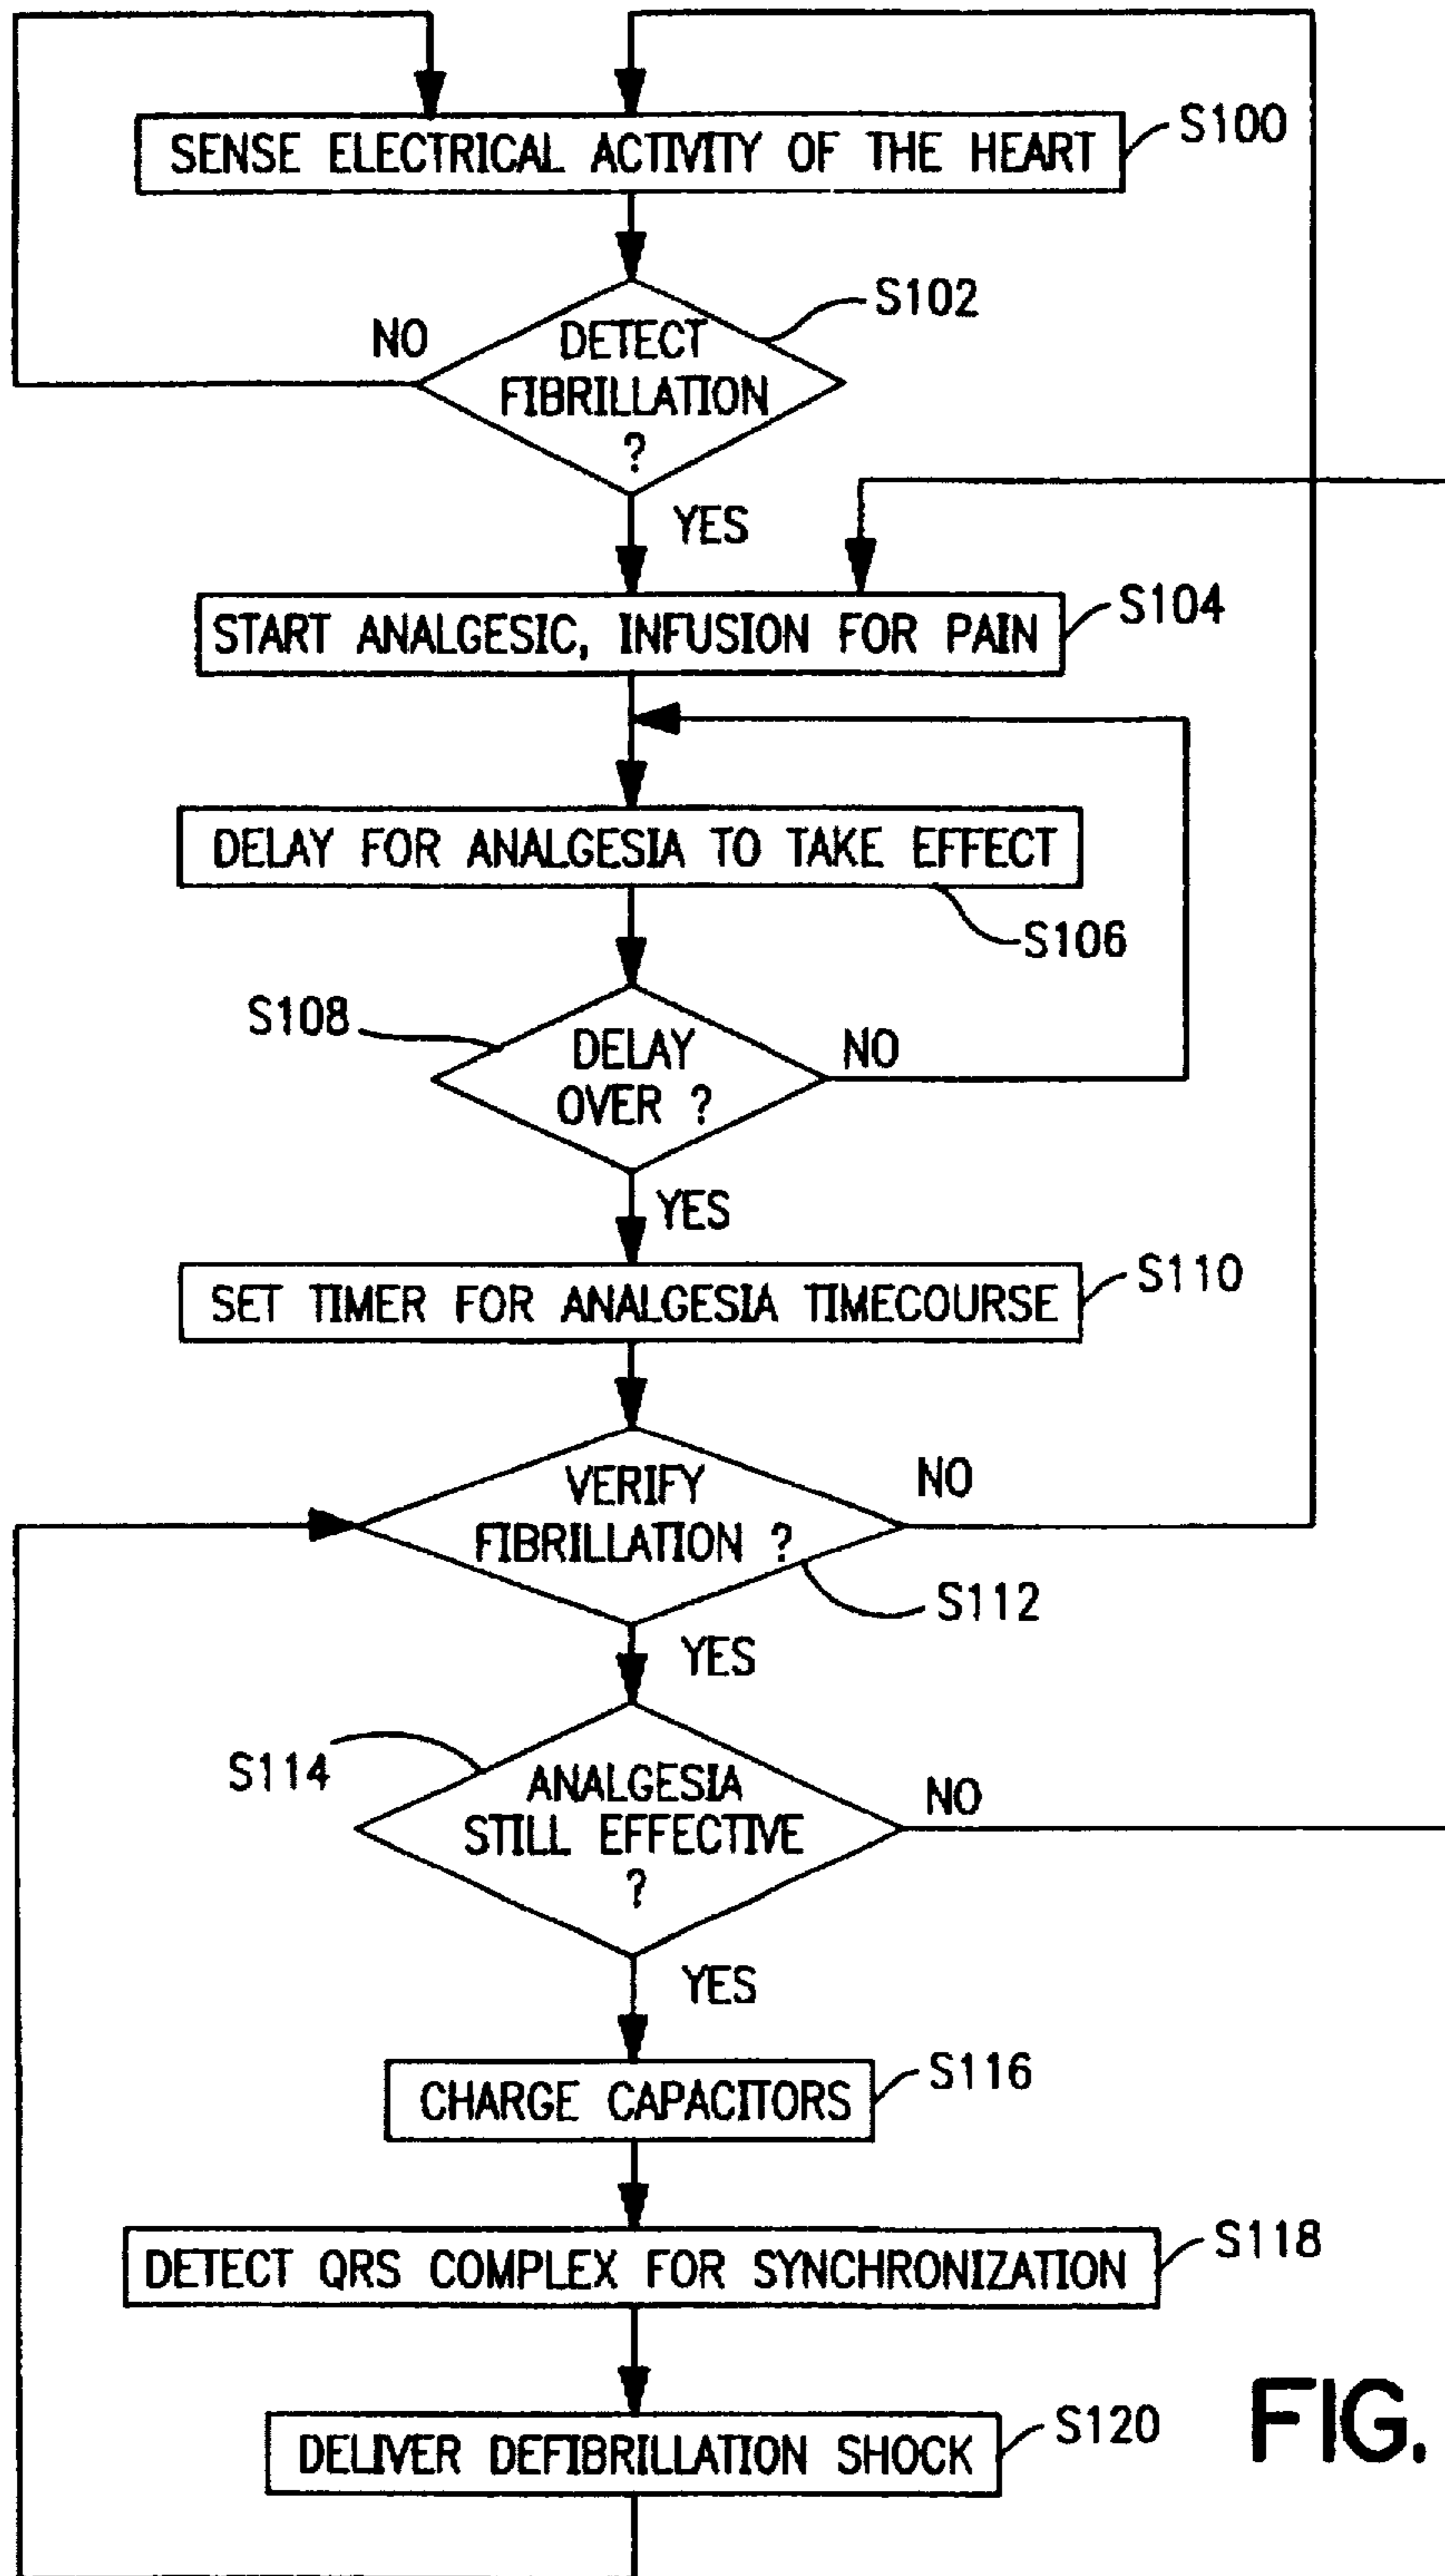 SENSE ELECTRICAL ACTIVITY OF THE HEART
S100
S102
NO
DETECT
FIBRILLATION
?
YES
START ANALGESIC, INFUSION FOR PAIN
S104
DELAY FOR ANALGESIA TO TAKE EFFECT
S106
S108
DELAY
OVER ?
NO
YES
SET TIMER FOR ANALGESIA TIMECOURSE
S110
VERIFY
FIBRILLATION ?
NO
S112
YES
S114
ANALGESIA
STILL EFFECTIVE
?
NO
YES
CHARGE CAPACITORS
S116
DETECT QRS COMPLEX FOR SYNCHRONIZATION
S118
DELIVER DEFIBRILLATION SHOCK
S120
FIG.